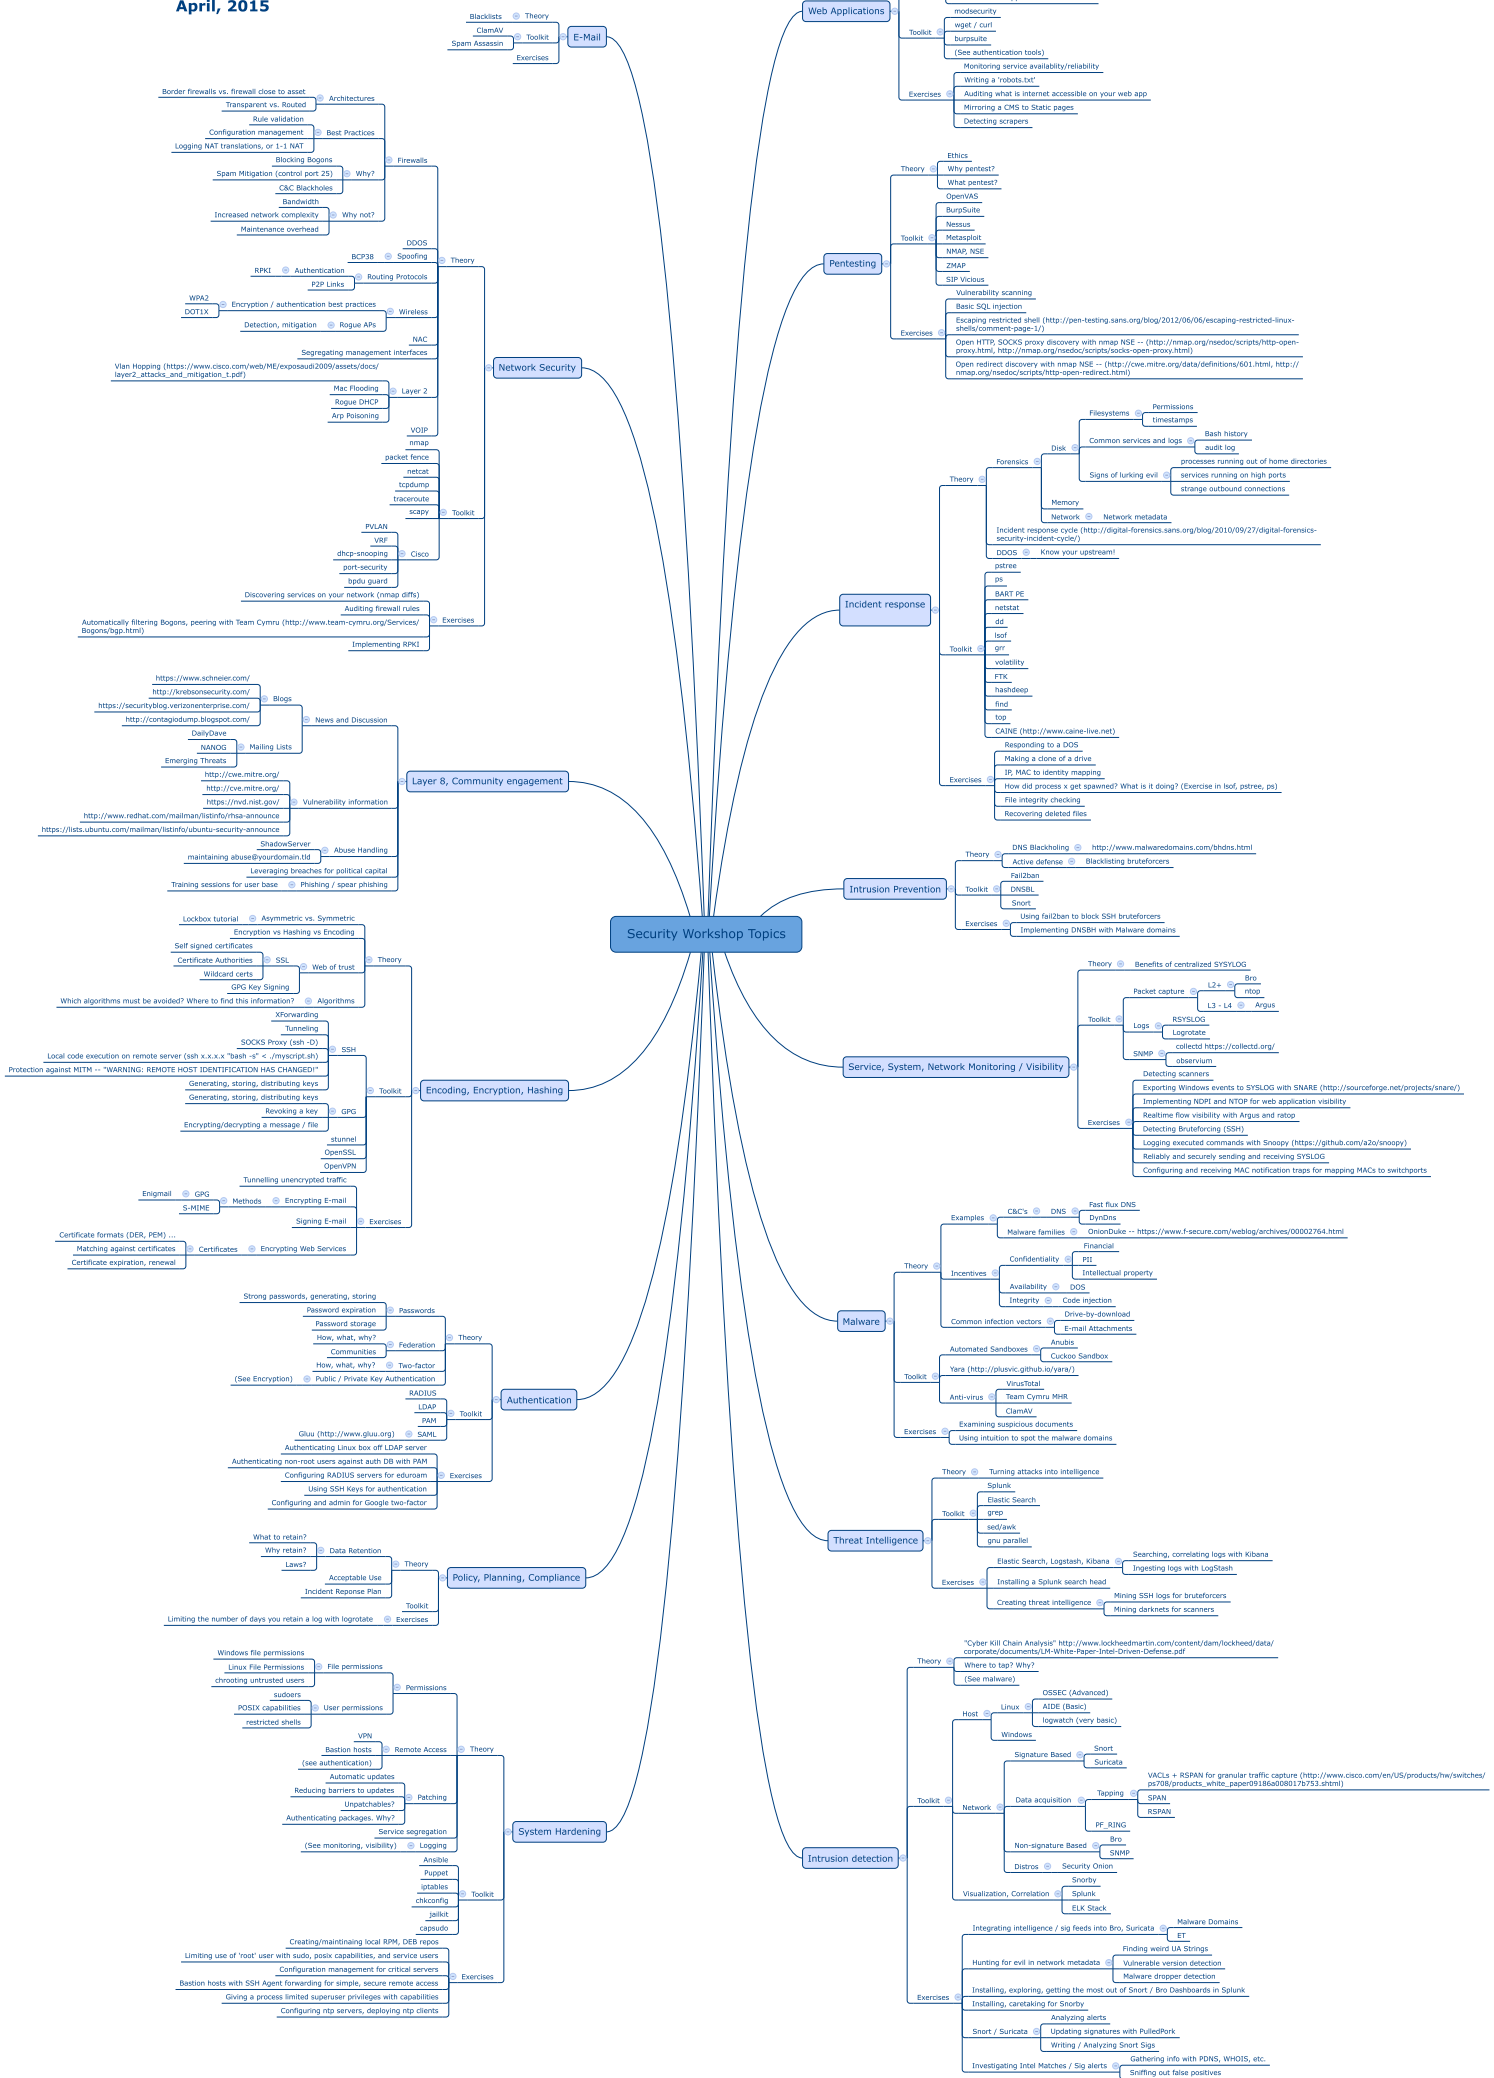 April, 2015
Security Workshop Topics
E-Mail
Theory
Blacklists
Toolkit
ClamAV
Spam Assassin
Exercises
Network Security
Theory
Firewalls
Architectures
Border firewalls vs. firewall close to asset
Transparent vs. Routed
Best Practices
Rule validation
Configuration management
Logging NAT translations, or 1-1 NAT
Why?
Blocking Bogons
Spam Mitigation (control port 25)
C&C Blackholes
Why not?
Bandwidth
Increased network complexity
Maintenance overhead
DDOS
Spoofing
BCP38
Routing Protocols
Authentication
RPKI
P2P Links
Wireless
Encryption / authentication best practices
WPA2
DOT1X
Rogue APs
Detection, mitigation
NAC
Segregating management interfaces
Layer 2
Vlan Hopping (https://www.cisco.com/web/ME/exposaudi2009/assets/docs/
layer2_attacks_and_mitigation_t.pdf)
Mac Flooding
Rogue DHCP
Arp Poisoning
VOIP
Toolkit
nmap
packet fence
netcat
tcpdump
traceroute
scapy
Cisco
PVLAN
VRF
dhcp-snooping
port-security
bpdu guard
Exercises
Discovering services on your network (nmap diffs)
Auditing firewall rules
Automatically filtering Bogons, peering with Team Cymru (http://www.team-cymru.org/Services/
Bogons/bgp.html)
Implementing RPKI
Layer 8, Community engagement
News and Discussion
Blogs
https://www.schneier.com/
http://krebsonsecurity.com/
https://securityblog.verizonenterprise.com/
http://contagiodump.blogspot.com/
Mailing Lists
DailyDave
NANOG
Emerging Threats
Vulnerability information
http://cwe.mitre.org/
http://cve.mitre.org/
https://nvd.nist.gov/
http://www.redhat.com/mailman/listinfo/rhsa-announce
https://lists.ubuntu.com/mailman/listinfo/ubuntu-security-announce
Abuse Handling
ShadowServer
maintaining abuse@yourdomain.tld
Leveraging breaches for political capital
Phishing / spear phishing
Training sessions for user base
Encoding, Encryption, Hashing
Theory
Asymmetric vs. Symmetric
Lockbox tutorial
Encryption vs Hashing vs Encoding
Web of trust
SSL
Self signed certificates
Certificate Authorities
Wildcard certs
GPG Key Signing
Algorithms
Which algorithms must be avoided? Where to find this information?
Toolkit
SSH
XForwarding
Tunneling
SOCKS Proxy (ssh -D)
Local code execution on remote server (ssh x.x.x.x "bash -s" < ./myscript.sh)
Protection against MITM -- "WARNING: REMOTE HOST IDENTIFICATION HAS CHANGED!"
Generating, storing, distributing keys
GPG
Generating, storing, distributing keys
Revoking a key
Encrypting/decrypting a message / file
stunnel
OpenSSL
OpenVPN
Exercises
Tunnelling unencrypted traffic
Encrypting E-mail
Methods
GPG
Enigmail
S-MIME
Signing E-mail
Encrypting Web Services
Certificates
Certificate formats (DER, PEM) ...
Matching against certificates
Certificate expiration, renewal
Authentication
Theory
Passwords
Strong passwords, generating, storing
Password expiration
Password storage
Federation
How, what, why?
Communities
Two-factor
How, what, why?
Public / Private Key Authentication
(See Encryption)
Toolkit
RADIUS
LDAP
PAM
SAML
Gluu (http://www.gluu.org)
Exercises
Authenticating Linux box off LDAP server
Authenticating non-root users against auth DB with PAM
Configuring RADIUS servers for eduroam
Using SSH Keys for authentication
Configuring and admin for Google two-factor
Policy, Planning, Compliance
Theory
Data Retention
What to retain?
Why retain?
Laws?
Acceptable Use
Incident Reponse Plan
Toolkit
Exercises
Limiting the number of days you retain a log with logrotate
System Hardening
Theory
Permissions
File permissions
Windows file permissions
Linux File Permissions
chrooting untrusted users
User permissions
sudoers
POSIX capabilities
restricted shells
Remote Access
VPN
Bastion hosts
(see authentication)
Patching
Automatic updates
Reducing barriers to updates
Unpatchables?
Authenticating packages. Why?
Service segregation
Logging
(See monitoring, visibility)
Toolkit
Ansible
Puppet
iptables
chkconfig
jailkit
capsudo
Exercises
Creating/maintinaing local RPM, DEB repos
Limiting use of 'root' user with sudo, posix capabilities, and service users
Configuration management for critical servers
Bastion hosts with SSH Agent forwarding for simple, secure remote access
Giving a process limited superuser privileges with capabilities
Configuring ntp servers, deploying ntp clients
Web Applications
Toolkit
modsecurity
wget / curl
burpsuite
(See authentication tools)
Exercises
Monitoring service availablity/reliability
Writing a 'robots.txt'
Auditing what is internet accessible on your web app
Mirroring a CMS to Static pages
Detecting scrapers
Pentesting
Theory
Ethics
Why pentest?
What pentest?
Toolkit
OpenVAS
BurpSuite
Nessus
Metasploit
NMAP, NSE
ZMAP
SIP Vicious
Exercises
Vulnerability scanning
Basic SQL injection
Escaping restricted shell (http://pen-testing.sans.org/blog/2012/06/06/escaping-restricted-linux-
shells/comment-page-1/)
Open HTTP, SOCKS proxy discovery with nmap NSE -- (http://nmap.org/nsedoc/scripts/http-open-
proxy.html, http://nmap.org/nsedoc/scripts/socks-open-proxy.html)
Open redirect discovery with nmap NSE -- (http://cwe.mitre.org/data/definitions/601.html, http://
nmap.org/nsedoc/scripts/http-open-redirect.html)
Incident response
Theory
Forensics
Disk
Filesystems
Permissions
timestamps
Common services and logs
Bash history
audit log
Signs of lurking evil
processes running out of home directories
services running on high ports
strange outbound connections
Memory
Network
Network metadata
Incident response cycle (http://digital-forensics.sans.org/blog/2010/09/27/digital-forensics-
security-incident-cycle/)
DDOS
Know your upstream!
Toolkit
pstree
ps
BART PE
netstat
dd
lsof
grr
volatility
FTK
hashdeep
find
top
CAINE (http://www.caine-live.net)
Exercises
Responding to a DOS
Making a clone of a drive
IP, MAC to identity mapping
How did process x get spawned? What is it doing? (Exercise in lsof, pstree, ps)
File integrity checking
Recovering deleted files
Intrusion Prevention
Theory
DNS Blackholing
http://www.malwaredomains.com/bhdns.html
Active defense
Blacklisting bruteforcers
Toolkit
Fail2ban
DNSBL
Snort
Exercises
Using fail2ban to block SSH bruteforcers
Implementing DNSBH with Malware domains
Service, System, Network Monitoring / Visibility
Theory
Benefits of centralized SYSYLOG
Toolkit
Packet capture
L2+
Bro
ntop
L3 - L4
Argus
Logs
RSYSLOG
Logrotate
SNMP
collectd https://collectd.org/
observium
Exercises
Detecting scanners
Exporting Windows events to SYSLOG with SNARE (http://sourceforge.net/projects/snare/)
Implementing NDPI and NTOP for web application visibility
Realtime flow visibility with Argus and ratop
Detecting Bruteforcing (SSH)
Logging executed commands with Snoopy (https://github.com/a2o/snoopy)
Reliably and securely sending and receiving SYSLOG
Configuring and receiving MAC notification traps for mapping MACs to switchports
Malware
Theory
Examples
C&C's
DNS
Fast flux DNS
DynDns
Malware families
OnionDuke -- https://www.f-secure.com/weblog/archives/00002764.html
Incentives
Confidentiality
Financial
PII
Intellectual property
Availability
DOS
Integrity
Code injection
Common infection vectors
Drive-by-download
E-mail Attachments
Toolkit
Automated Sandboxes
Anubis
Cuckoo Sandbox
Yara (http://plusvic.github.io/yara/)
Anti-virus
VirusTotal
Team Cymru MHR
ClamAV
Exercises
Examining suspicious documents
Using intuition to spot the malware domains
Threat Intelligence
Theory
Turning attacks into intelligence
Toolkit
Splunk
Elastic Search
grep
sed/awk
gnu parallel
Exercises
Elastic Search, Logstash, Kibana
Searching, correlating logs with Kibana
Ingesting logs with LogStash
Installing a Splunk search head
Creating threat intelligence
Mining SSH logs for bruteforcers
Mining darknets for scanners
Intrusion detection
Theory
"Cyber Kill Chain Analysis" http://www.lockheedmartin.com/content/dam/lockheed/data/
corporate/documents/LM-White-Paper-Intel-Driven-Defense.pdf
Where to tap? Why?
(See malware)
Toolkit
Host
Linux
OSSEC (Advanced)
AIDE (Basic)
logwatch (very basic)
Windows
Network
Signature Based
Snort
Suricata
Data acquisition
Tapping
VACLs + RSPAN for granular traffic capture (http://www.cisco.com/en/US/products/hw/switches/
ps708/products_white_paper09186a008017b753.shtml)
SPAN
RSPAN
PF_RING
Non-signature Based
Bro
SNMP
Distros
Security Onion
Visualization, Correlation
Snorby
Splunk
ELK Stack
Exercises
Integrating intelligence / sig feeds into Bro, Suricata
Malware Domains
ET
Hunting for evil in network metadata
Finding weird UA Strings
Vulnerable version detection
Malware dropper detection
Installing, exploring, getting the most out of Snort / Bro Dashboards in Splunk
Installing, caretaking for Snorby
Snort / Suricata
Analyzing alerts
Updating signatures with PulledPork
Writing / Analyzing Snort Sigs
Investigating Intel Matches / Sig alerts
Gathering info with PDNS, WHOIS, etc.
Sniffing out false positives